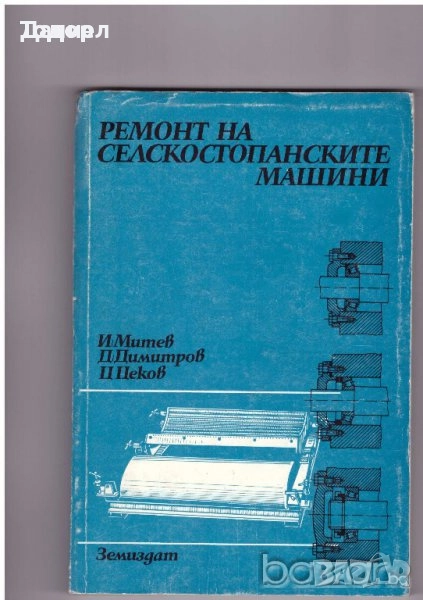 РЕМОНТ НА
СЕЛСКОСТОПАНСКИТЕ
МАШИНИ
И. Митев
Д. Димитров
Ц. Цеков
Земиздат